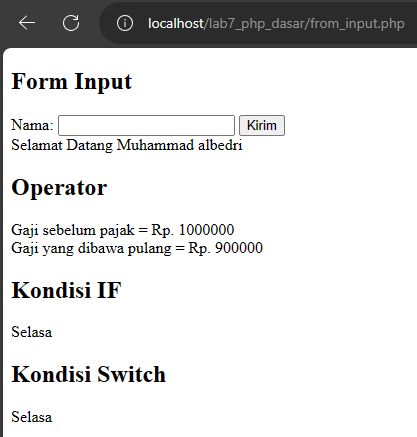 localhost/lab7_php_dasar/from_input.php
Form Input
Nama: Kirim
Selamat Datang Muhammad albedri
Operator
Gaji sebelum pajak = Rp. 1000000
Gaji yang dibawa pulang = Rp. 900000
Kondisi IF
Selasa
Kondisi Switch
Selasa